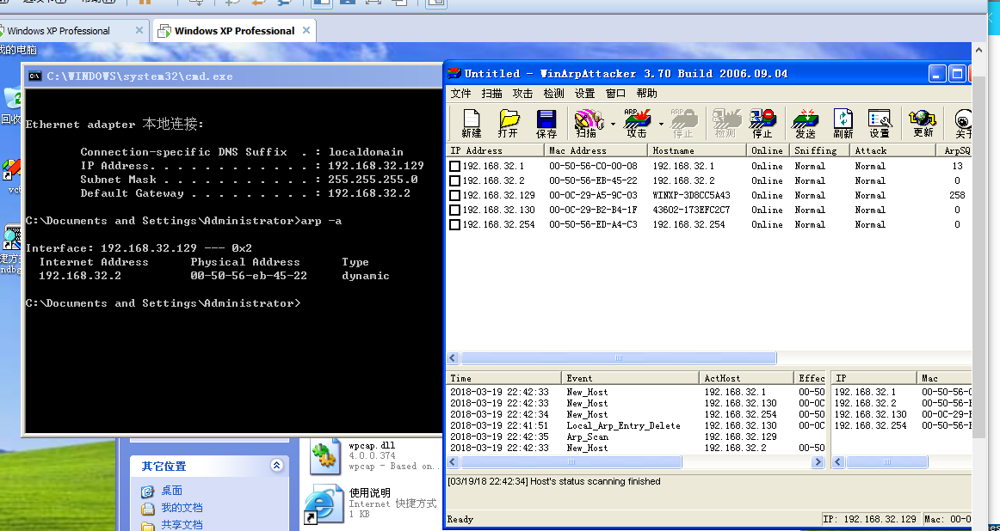 Windows XP Professional
Windows XP Professional
我的电脑
C:\WINDOWS\system32\cmd.exe
Ethernet adapter 本地连接:
Connection-specific DNS Suffix . : localdomain
IP Address. . . . . . . . . . . . : 192.168.32.129
Subnet Mask . . . . . . . . . . . : 255.255.255.0
Default Gateway . . . . . . . . . : 192.168.32.2
C:\Documents and Settings\Administrator>arp -a
Interface: 192.168.32.129 --- 0x2
Internet Address Physical Address Type
192.168.32.2 00-50-56-eb-45-22 dynamic
C:\Documents and Settings\Administrator>
Untitled - WinArpAttacker 3.70 Build 2006.09.04
文件 扫描 攻击 检测 设置 窗口 帮助
新建 打开 保存 扫描 攻击 停止 检测 停止 发送 刷新 设置 更新 关于
IP Address Mac Address Hostname Online Sniffing Attack ArpSQ
192.168.32.1 00-50-56-C0-00-08 192.168.32.1 Online Normal Normal 13
192.168.32.2 00-50-56-EB-45-22 192.168.32.2 Online Normal Normal 0
192.168.32.129 00-0C-29-A5-9C-03 WINXP-3D8CC5A43 Online Normal Normal 258
192.168.32.130 00-0C-29-B2-B4-1F 43602-173EFC2C7 Online Normal Normal 0
192.168.32.254 00-50-56-ED-A4-C3 192.168.32.254 Online Normal Normal 0
Time Event ActHost Effec
2018-03-19 22:42:33 New_Host 192.168.32.1 00-50
2018-03-19 22:42:33 New_Host 192.168.32.130 00-0C
2018-03-19 22:42:34 New_Host 192.168.32.254 00-50
2018-03-19 22:41:51 Local_Arp_Entry_Delete 192.168.32.130 00-0C
2018-03-19 22:42:35 Arp_Scan 192.168.32.129
2018-03-19 22:42:33 New_Host 192.168.32.2 00-50
IP Mac
192.168.32.1 00-50-56-
192.168.32.2 00-50-56-
192.168.32.130 00-0C-29-
192.168.32.254 00-50-56-
[03/19/18 22:42:34] Host's status scanning finished
Ready IP: 192.168.32.129 Mac: 00-0
wpcap.dll
4.0.0.374
wpcap - Based on..
使用说明
Internet 快捷方式
1 KB
其它位置
桌面
我的文档
共享文档